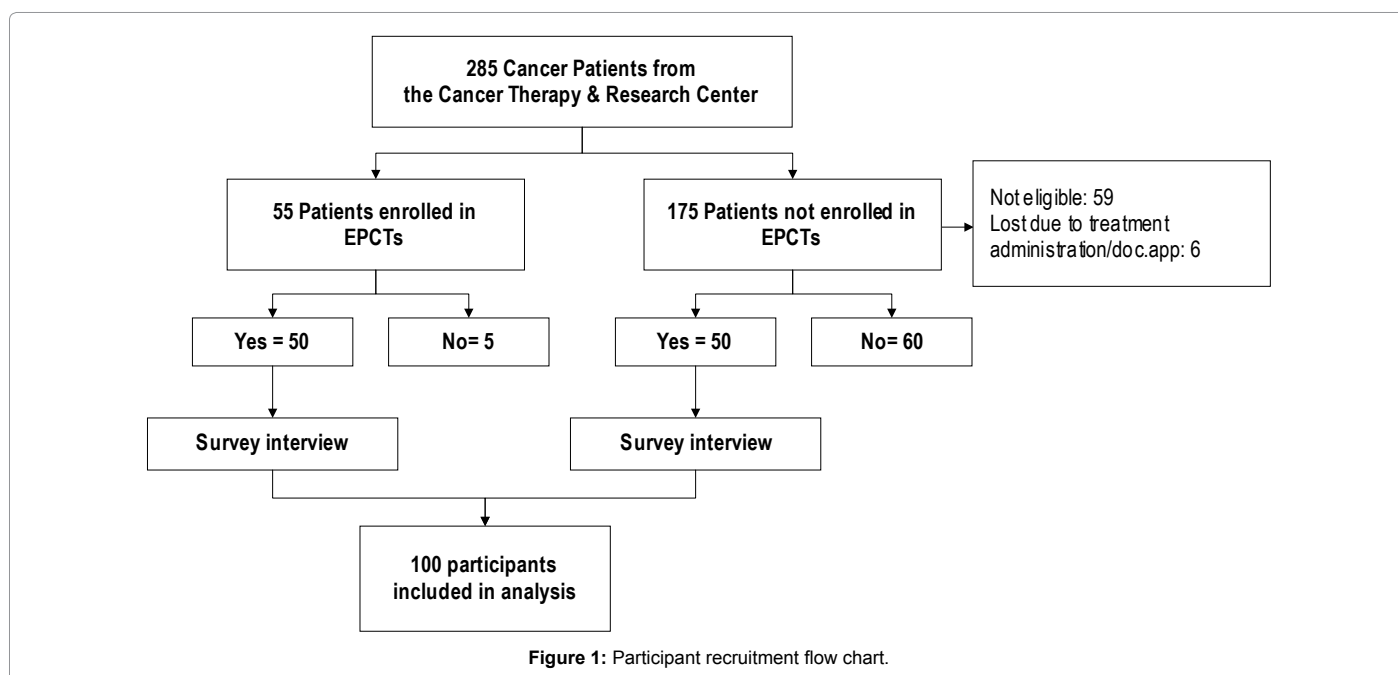 285 Cancer Patients from
the Cancer Therapy & Research Center
55 Patients enrolled in
EPCTs
175 Patients not enrolled in
EPCTs
Not eligible: 59
Lost due to treatment
administration/doc.app: 6
Yes = 50
No= 5
Yes = 50
No= 60
Survey interview
Survey interview
100 participants
included in analysis
Figure 1: Participant recruitment flow chart.